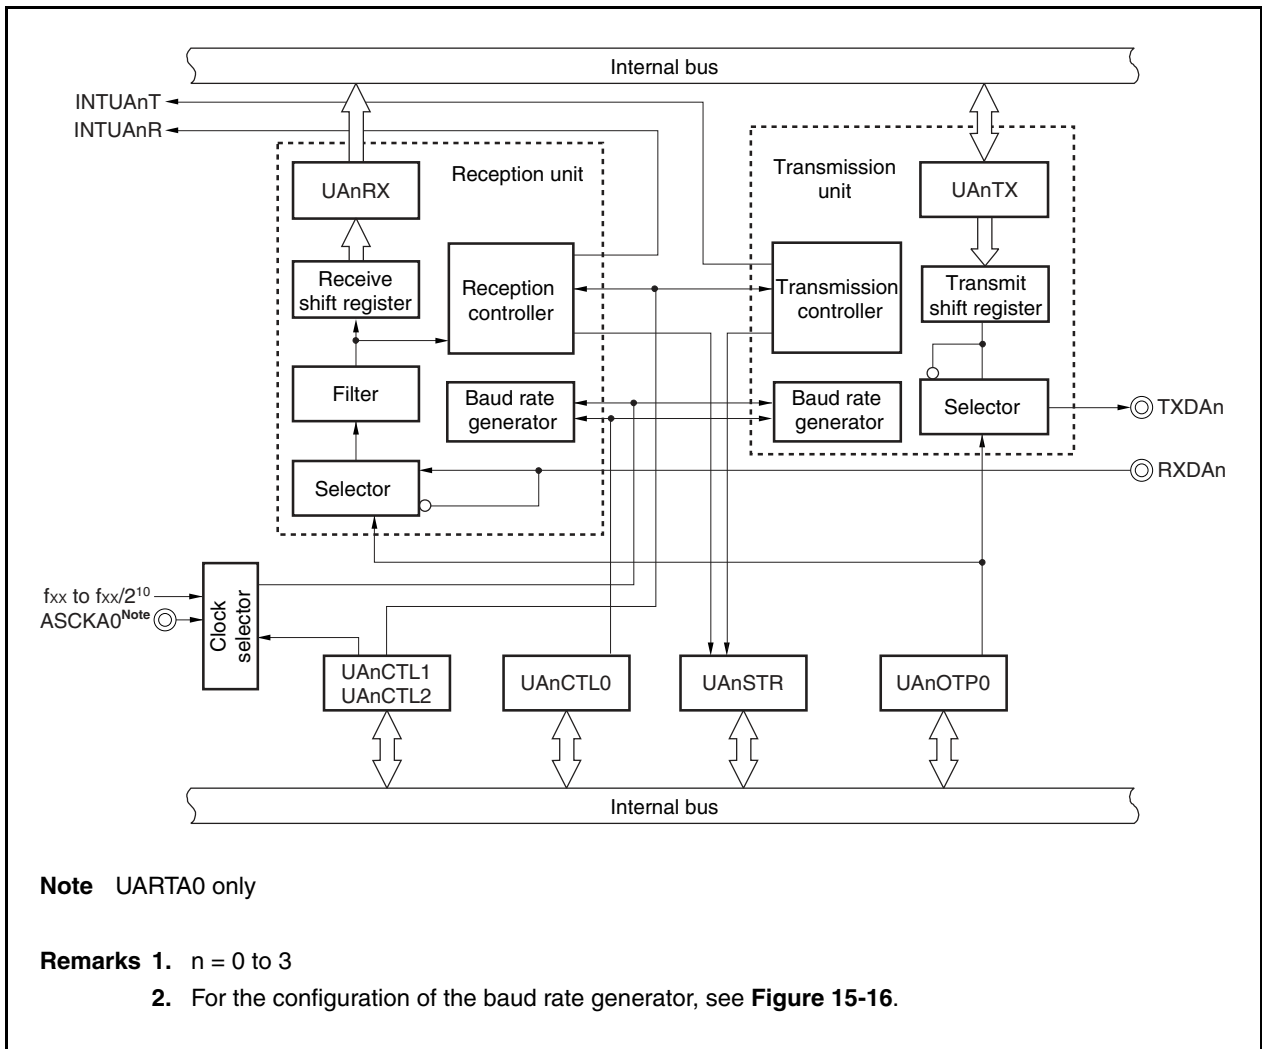 Internal bus
INTUAnT
INTUAnR
Reception unit
Transmission
unit
UAnRX
UAnTX
Receive
shift register
Reception
controller
Transmission
controller
Transmit
shift register
Filter
Baud rate
generator
Baud rate
generator
Selector
TXDAn
Selector
RXDAn
fxx to fxx/2¹⁰
ASCKA0Note
Clock
selector
UAnCTL1
UAnCTL2
UAnCTL0
UAnSTR
UAnOTP0
Internal bus
Note UARTA0 only
Remarks 1. n = 0 to 3
2. For the configuration of the baud rate generator, see Figure 15-16.